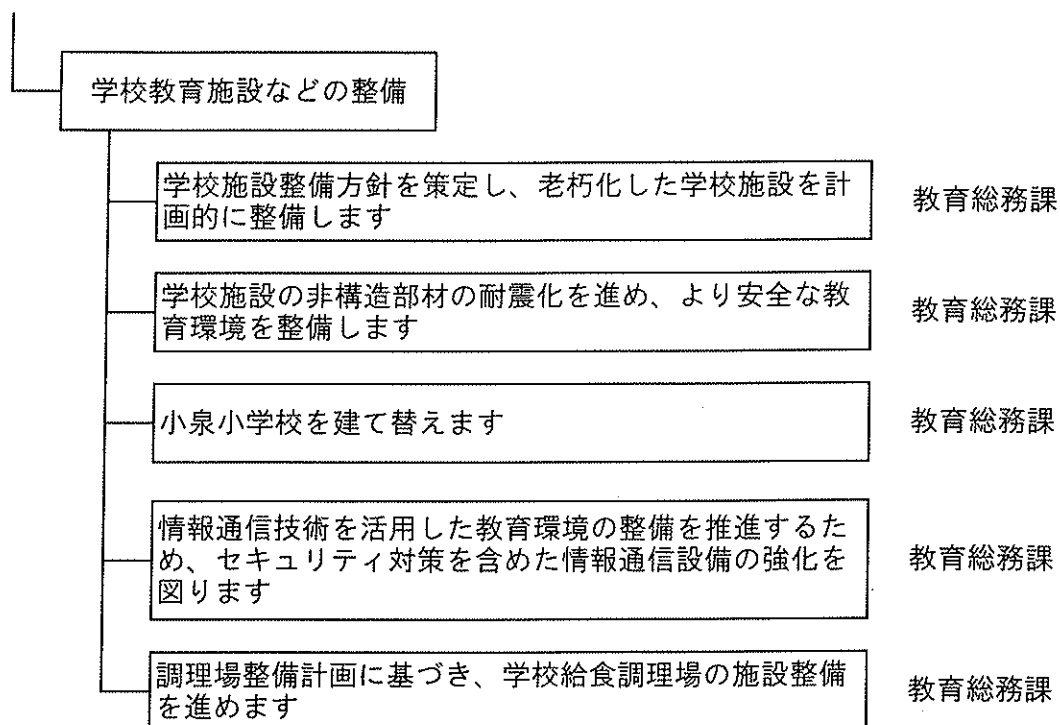 学校教育施設などの整備
学校施設整備方針を策定し、老朽化した学校施設を計
画的に整備します
教育総務課
学校施設の非構造部材の耐震化を進め、より安全な教
育環境を整備します
教育総務課
小泉小学校を建て替えます
教育総務課
情報通信技術を活用した教育環境の整備を推進するた
め、セキュリティ対策を含めた情報通信設備の強化を
図ります
教育総務課
調理場整備計画に基づき、学校給食調理場の施設整備
を進めます
教育総務課